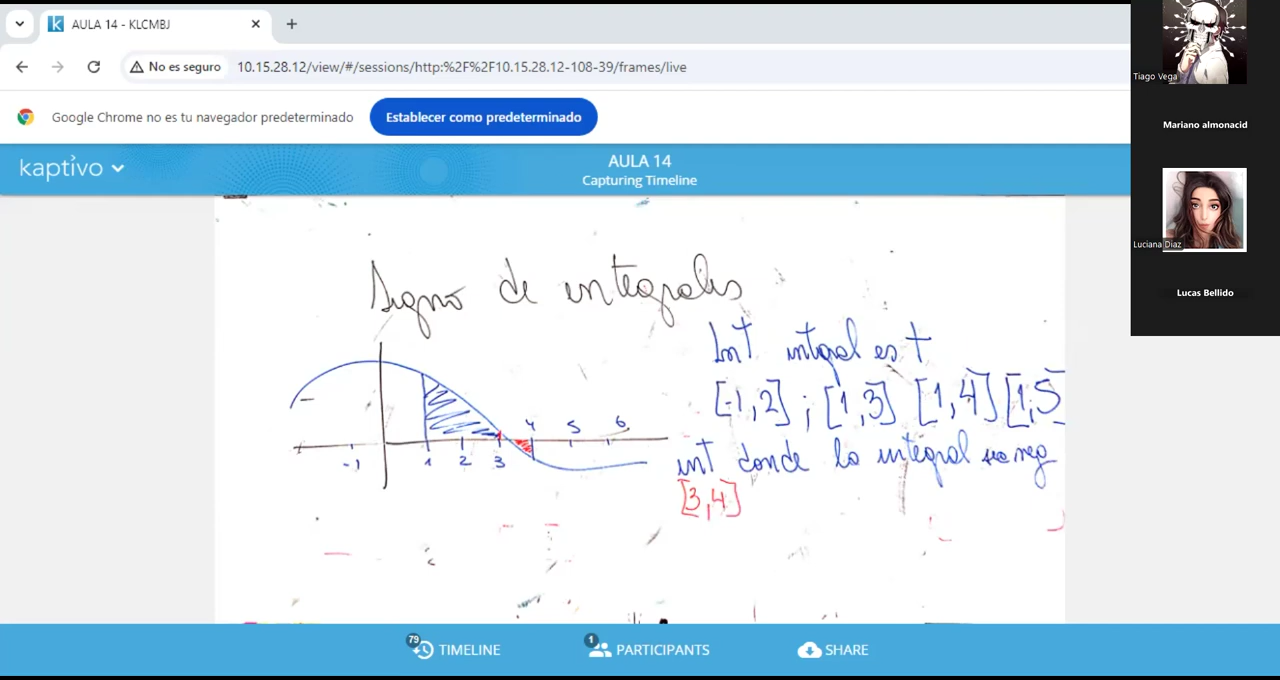 AULA 14 - KLCMBJ
No es seguro
10.15.28.12/view/#/sessions/http:%2F%2F10.15.28.12-108-39/frames/live
Google Chrome no es tu navegador predeterminado
Establecer como predeterminado
kaptivo
AULA 14
Capturing Timeline
Tiago Vega
Mariano almonacid
Luciana Diaz
Lucas Bellido
Signo de integrales
Int integral es +
[-1,2] ; [1,3] [1,4] [1,5
int donde la integral sea neg
[3,4]
-1 1 2 3 4 5 6
79
TIMELINE
1
PARTICIPANTS
SHARE